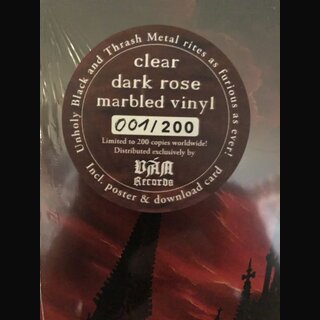 Unholy Black and Thrash Metal rites as furious as ever!
clear
dark rose
marbled vinyl
001/200
Limited to 200 copies worldwide!
Distributed exclusively by
VÁN
Records
Incl. poster & download card